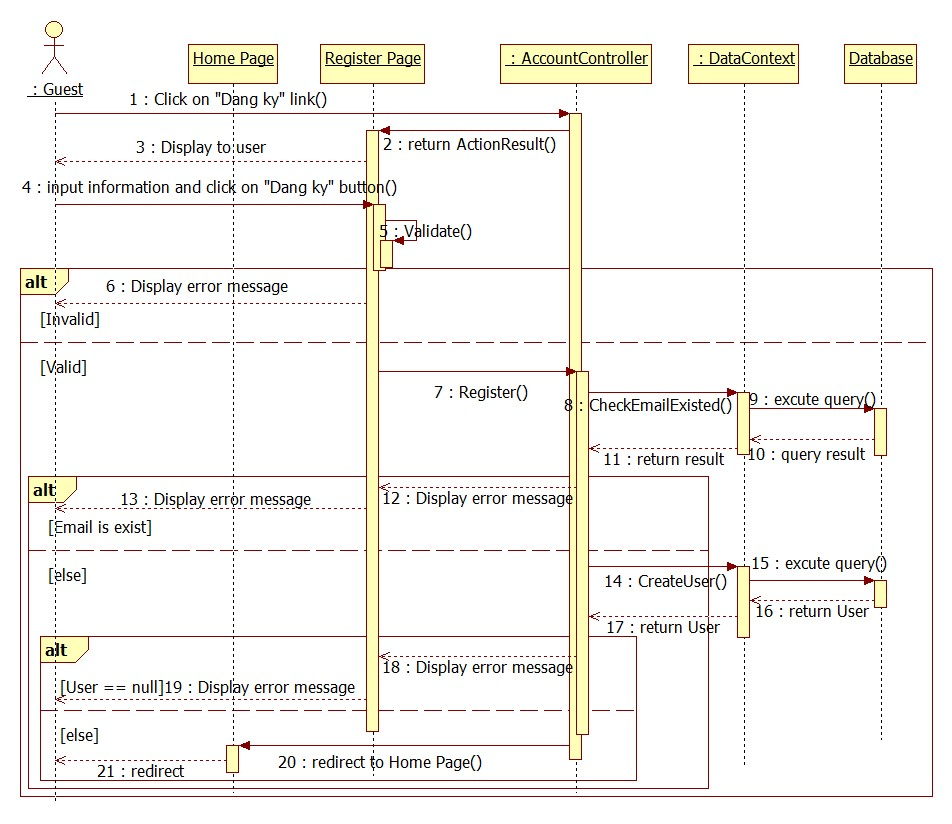 : Guest
Home Page
Register Page
: AccountController
: DataContext
Database
1 : Click on "Dang ky" link()
2 : return ActionResult()
3 : Display to user
4 : input information and click on "Dang ky" button()
5 : Validate()
alt
6 : Display error message
[Invalid]
[Valid]
7 : Register()
8 : CheckEmailExisted()
9 : excute query()
10 : query result
11 : return result
alt
12 : Display error message
13 : Display error message
[Email is exist]
[else]
14 : CreateUser()
15 : excute query()
16 : return User
17 : return User
alt
18 : Display error message
[User == null]19 : Display error message
[else]
20 : redirect to Home Page()
21 : redirect